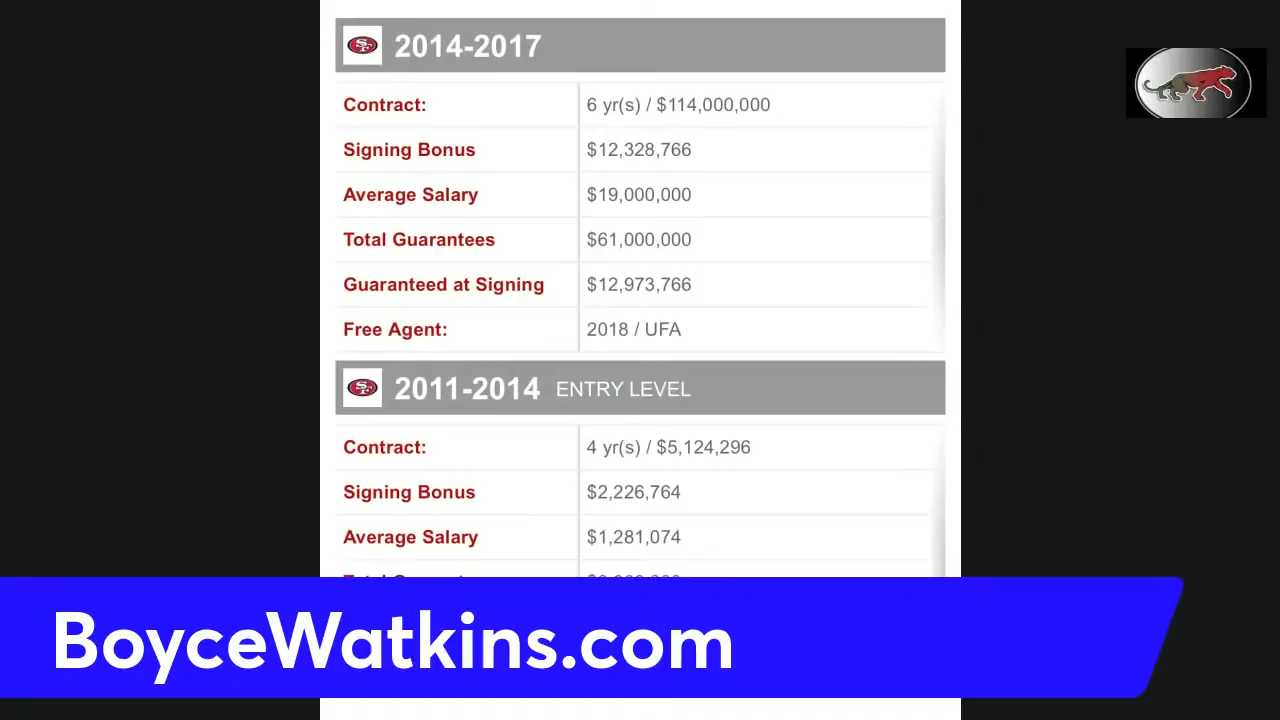 SF 2014-2017
Contract: 6 yr(s) / $114,000,000
Signing Bonus $12,328,766
Average Salary $19,000,000
Total Guarantees $61,000,000
Guaranteed at Signing $12,973,766
Free Agent: 2018 / UFA
SF 2011-2014 ENTRY LEVEL
Contract: 4 yr(s) / $5,124,296
Signing Bonus $2,226,764
Average Salary $1,281,074
BoyceWatkins.com